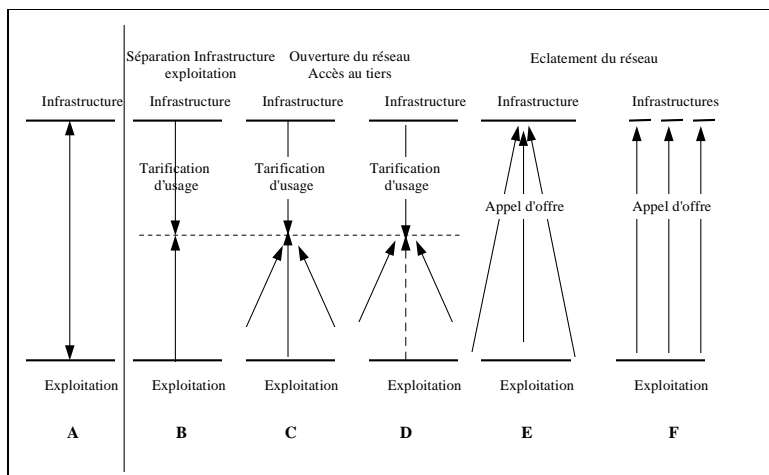 Séparation Infrastructure
exploitation
Ouverture du réseau
Accès au tiers
Eclatement du réseau
Infrastructure
Infrastructure
Infrastructure
Infrastructure
Infrastructure
Infrastructures
Tarification
d'usage
Tarification
d'usage
Tarification
d'usage
Appel d'offre
Appel d'offre
Exploitation
Exploitation
Exploitation
Exploitation
Exploitation
Exploitation
A
B
C
D
E
F